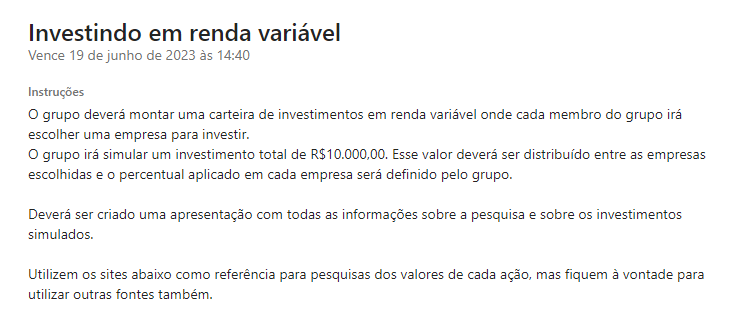 Investindo em renda variável
Vence 19 de junho de 2023 às 14:40
Instruções
O grupo deverá montar uma carteira de investimentos em renda variável onde cada membro do grupo irá
escolher uma empresa para investir.
O grupo irá simular um investimento total de R$10.000,00. Esse valor deverá ser distribuído entre as empresas
escolhidas e o percentual aplicado em cada empresa será definido pelo grupo.
Deverá ser criado uma apresentação com todas as informações sobre a pesquisa e sobre os investimentos
simulados.
Utilizem os sites abaixo como referência para pesquisas dos valores de cada ação, mas fiquem à vontade para
utilizar outras fontes também.